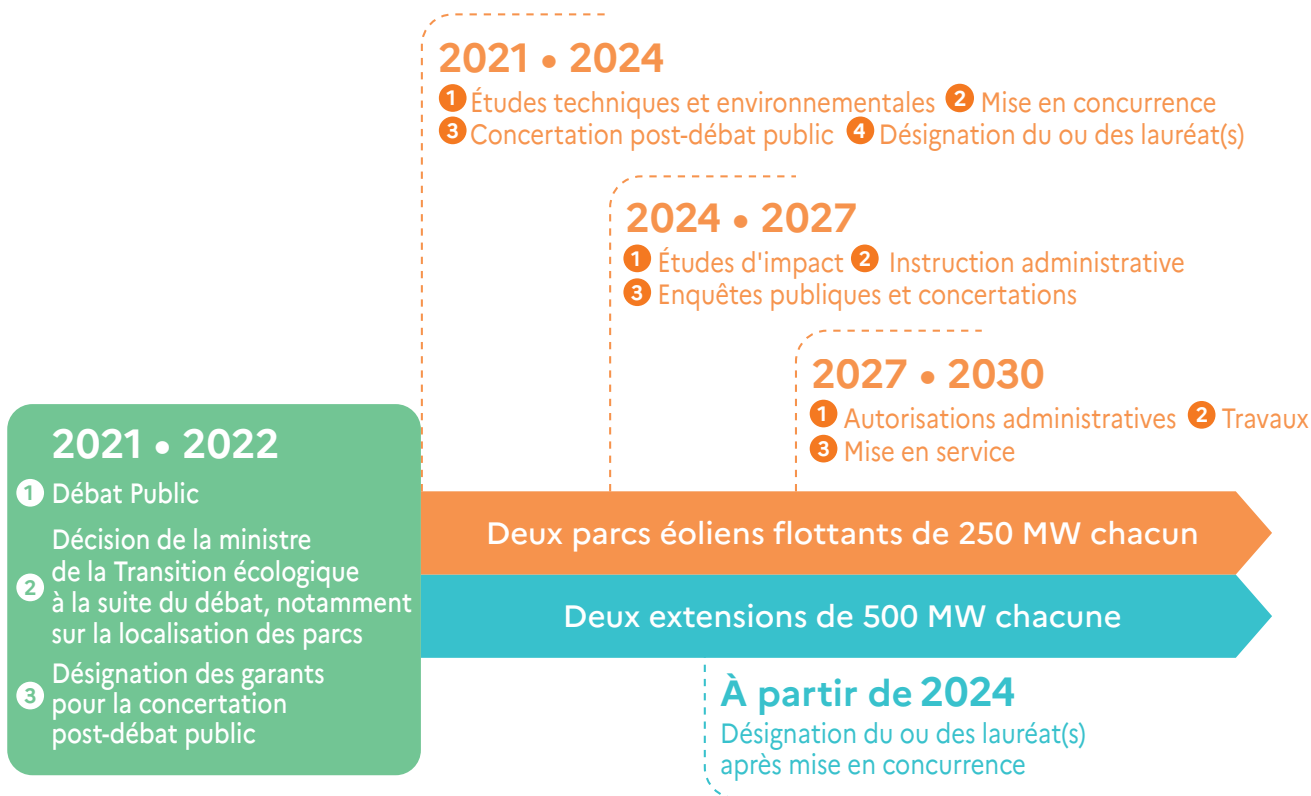 2021 • 2024
1 Études techniques et environnementales 2 Mise en concurrence
3 Concertation post-débat public 4 Désignation du ou des lauréat(s)
2024 • 2027
1 Études d'impact 2 Instruction administrative
3 Enquêtes publiques et concertations
2027 • 2030
1 Autorisations administratives 2 Travaux
3 Mise en service
2021 • 2022
1 Débat Public
Décision de la ministre
de la Transition écologique
2 à la suite du débat, notamment
sur la localisation des parcs
Désignation des garants
3 pour la concertation
post-débat public
Deux parcs éoliens flottants de 250 MW chacun
Deux extensions de 500 MW chacune
À partir de 2024
Désignation du ou des lauréat(s)
après mise en concurrence